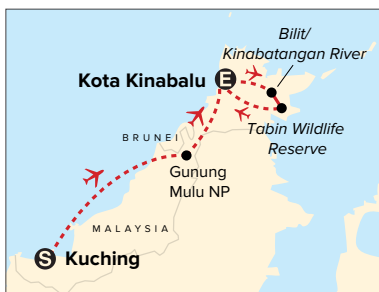 Bilit/
Kinabatangan River
Kota Kinabalu
E
Tabin Wildlife
Reserve
BRUNEI
Gunung
Mulu NP
MALAYSIA
S
Kuching